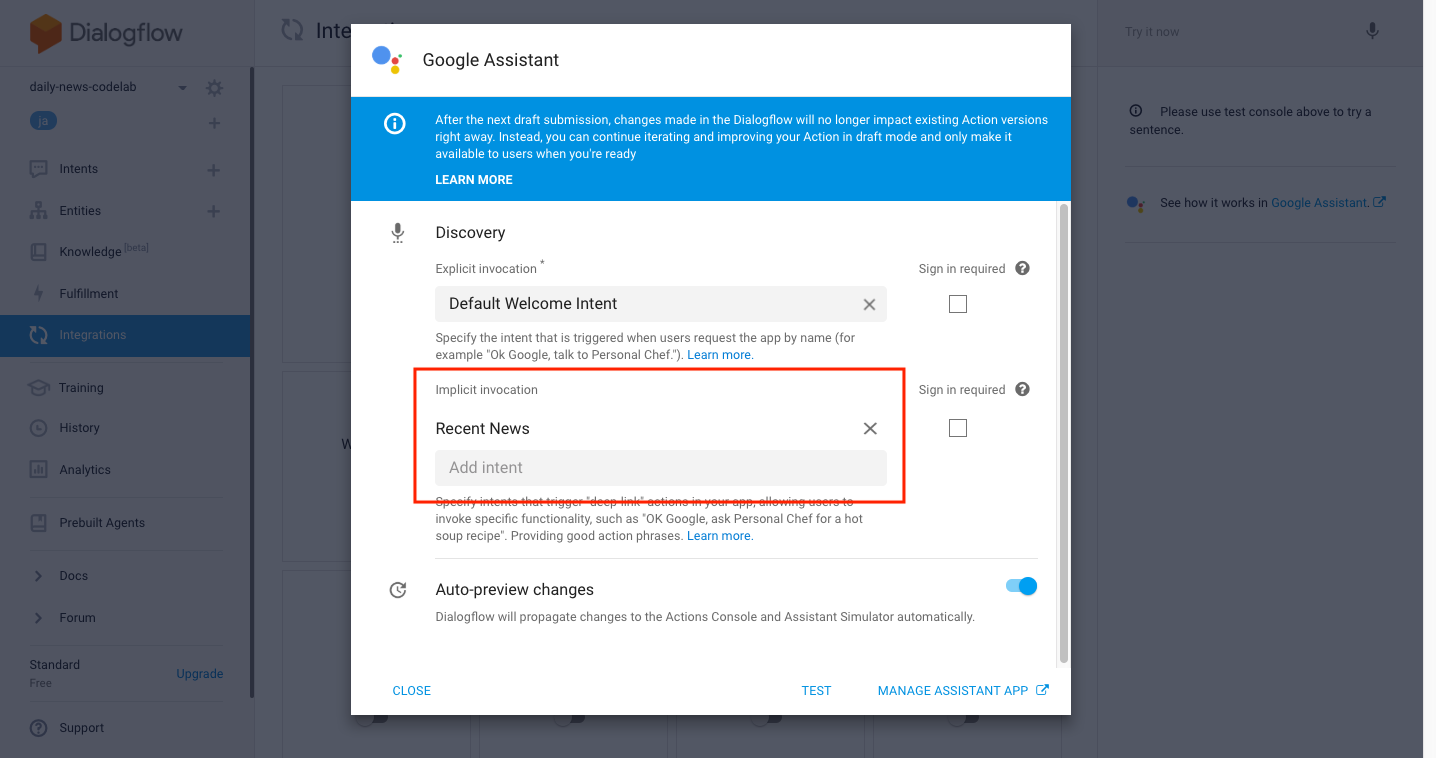 Dialogflow
daily-news-codelab
ja
Intents
Entities
Knowledge [beta]
Fulfillment
Integrations
Training
History
Analytics
Prebuilt Agents
Docs
Forum
Standard
Free
Upgrade
Support
Google Assistant
After the next draft submission, changes made in the Dialogflow will no longer impact existing Action versions
right away. Instead, you can continue iterating and improving your Action in draft mode and only make it
available to users when you're ready
LEARN MORE
Discovery
Explicit invocation *
Sign in required
Default Welcome Intent
Specify the intent that is triggered when users request the app by name (for
example "Ok Google, talk to Personal Chef."). Learn more.
Implicit invocation
Sign in required
Recent News
Add intent
Specify intents that trigger "deep link" actions in your app, allowing users to
invoke specific functionality, such as "OK Google, ask Personal Chef for a hot
soup recipe". Providing good action phrases. Learn more.
Auto-preview changes
Dialogflow will propagate changes to the Actions Console and Assistant Simulator automatically.
CLOSE
TEST
MANAGE ASSISTANT APP
Try it now
Please use test console above to try a
sentence.
See how it works in Google Assistant.